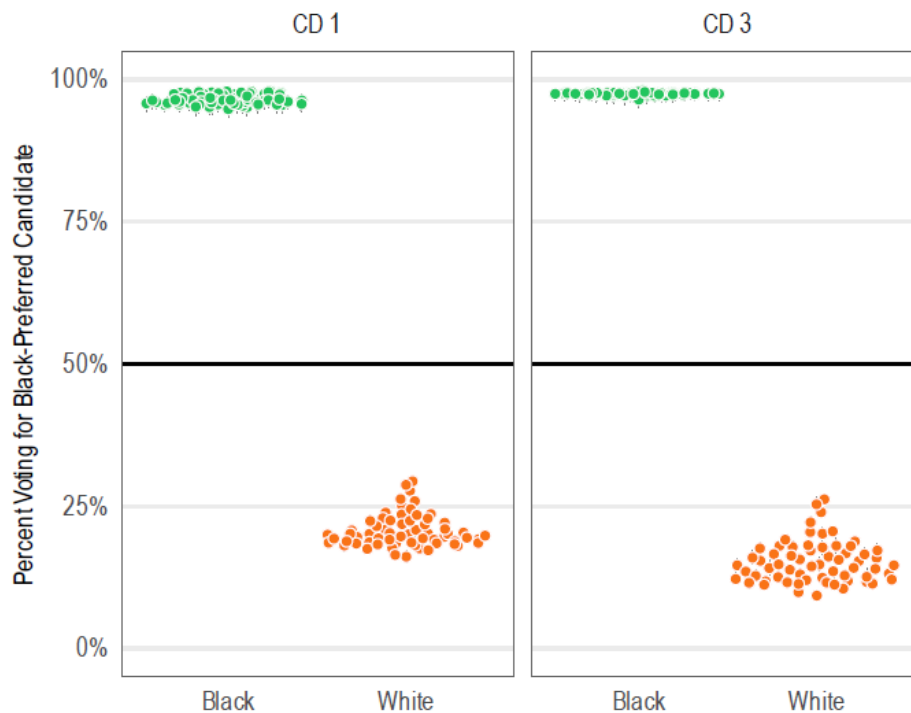 CD 1 CD 3
Percent Voting for Black-Preferred Candidate
100%
75%
50%
25%
0%
Black White Black White